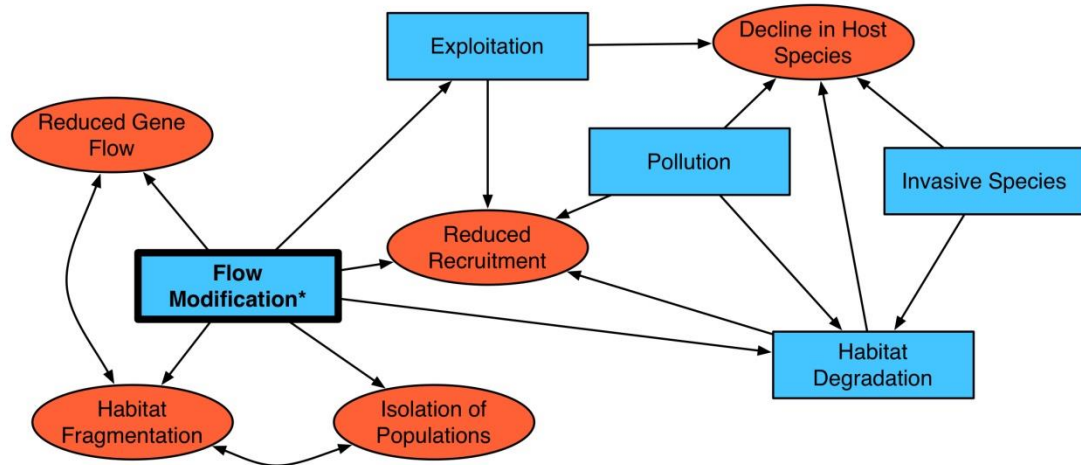 Exploitation
Decline in Host
Species
Reduced Gene
Flow
Pollution
Invasive Species
Reduced
Recruitment
Flow
Modification*
Habitat
Degradation
Habitat
Fragmentation
Isolation of
Populations